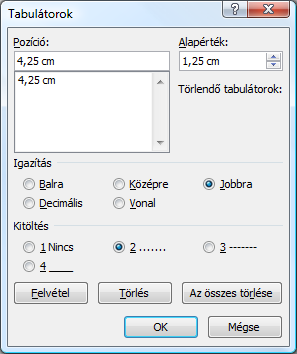 Tabulátorok
Pozíció: Alapérték:
4,25 cm 1,25 cm
4,25 cm
Törlendő tabulátorok:
Igazítás
Balra Középre Jobbra
Decimális Vonal
Kitöltés
1 Nincs 2 ....... 3 -------
4 ____
Felvétel Törlés Az összes törlése
OK Mégse